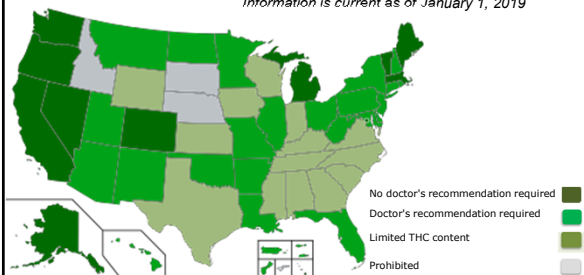 Information is current as of January 1, 2019
No doctor's recommendation required
Doctor's recommendation required
Limited THC content
Prohibited